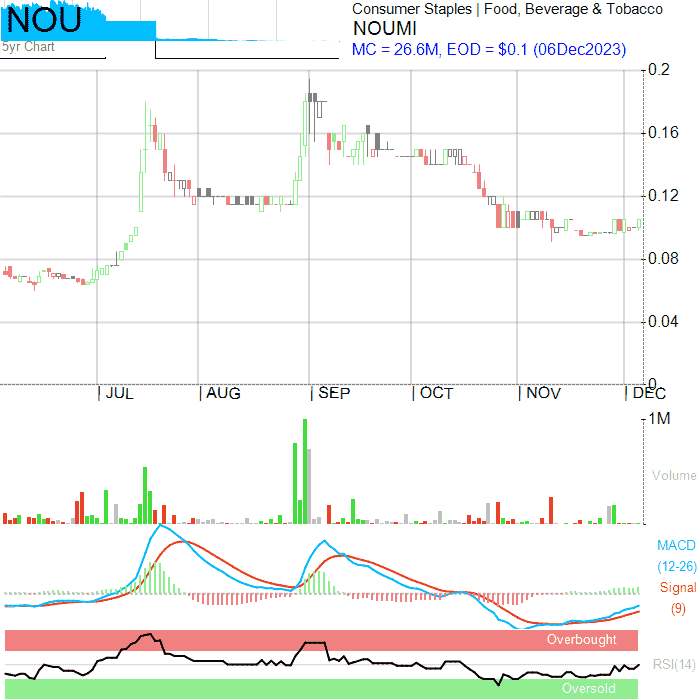 NOU
5yr Chart
Consumer Staples | Food, Beverage & Tobacco
NOUMI
MC = 26.6M, EOD = $0.1 (06Dec2023)
0.2
0.16
0.12
0.08
0.04
0
| JUL | AUG | SEP | OCT | NOV | DEC
1M
Volume
MACD
(12-26)
Signal
(9)
Overbought
RSI(14)
Oversold